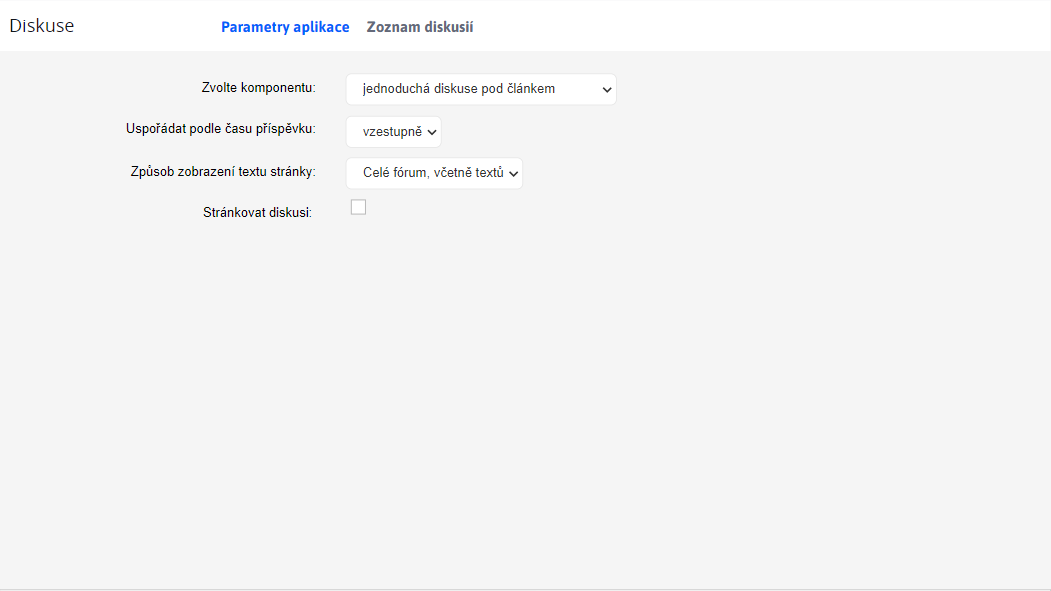 Diskuse Parametry aplikace Zoznam diskusií
Zvolte komponentu: jednoduchá diskuse pod článkem
Uspořádat podle času příspěvku: vzestupně
Způsob zobrazení textu stránky: Celé fórum, včetně textů
Stránkovat diskusi: